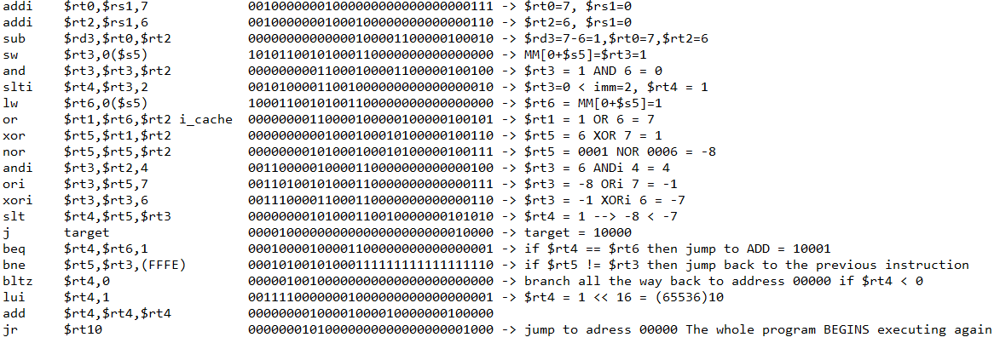 addi $rt0,$rs1,7 00100000001000000000000000000111 -> $rt0=7, $rs1=0
addi $rt2,$rs1,6 00100000001000100000000000000110 -> $rt2=6, $rs1=0
sub $rd3,$rt0,$rt2 00000000000000100001100000100010 -> $rd3=7-6=1,$rt0=7,$rt2=6
sw $rt3,0($s5) 10101100101000110000000000000000 -> MM[0+$s5]=$rt3=1
and $rt3,$rt3,$rt2 00000000011000100001100000100100 -> $rt3 = 1 AND 6 = 0
slti $rt4,$rt3,2 00101000011001000000000000000010 -> $rt3=0 < imm=2, $rt4 = 1
lw $rt6,0($s5) 10001100101001100000000000000000 -> $rt6 = MM[0+$s5]=1
or $rt1,$rt6,$rt2 i_cache 00000000110000100000100000100101 -> $rt1 = 1 OR 6 = 7
xor $rt5,$rt1,$rt2 00000000001000100010100000100110 -> $rt5 = 6 XOR 7 = 1
nor $rt5,$rt5,$rt2 00000000101000100010100000100111 -> $rt5 = 0001 NOR 0006 = -8
andi $rt3,$rt2,4 00110000010000110000000000000100 -> $rt3 = 6 ANDi 4 = 4
ori $rt3,$rt5,7 00110100101000110000000000000111 -> $rt3 = -8 ORi 7 = -1
xori $rt3,$rt3,6 00111000011000110000000000000110 -> $rt3 = -1 XORi 6 = -7
slt $rt4,$rt5,$rt3 00000000101000110010000000101010 -> $rt4 = 1 --> -8 < -7
j target 00001000000000000000000000010000 -> target = 10000
beq $rt4,$rt6,1 00010000100001100000000000000001 -> if $rt4 == $rt6 then jump to ADD = 10001
bne $rt5,$rt3,(FFFE) 00010100101000111111111111111110 -> if $rt5 != $rt3 then jump back to the previous instruction
bltz $rt4,0 00000100100000000000000000000000 -> branch all the way back to address 00000 if $rt4 < 0
lui $rt4,1 00111100000001000000000000000001 -> $rt4 = 1 << 16 = (65536)10
add $rt4,$rt4,$rt4 00000000100001000010000000100000
jr $rt10 00000001010000000000000000001000 -> jump to adress 00000 The whole program BEGINS executing again